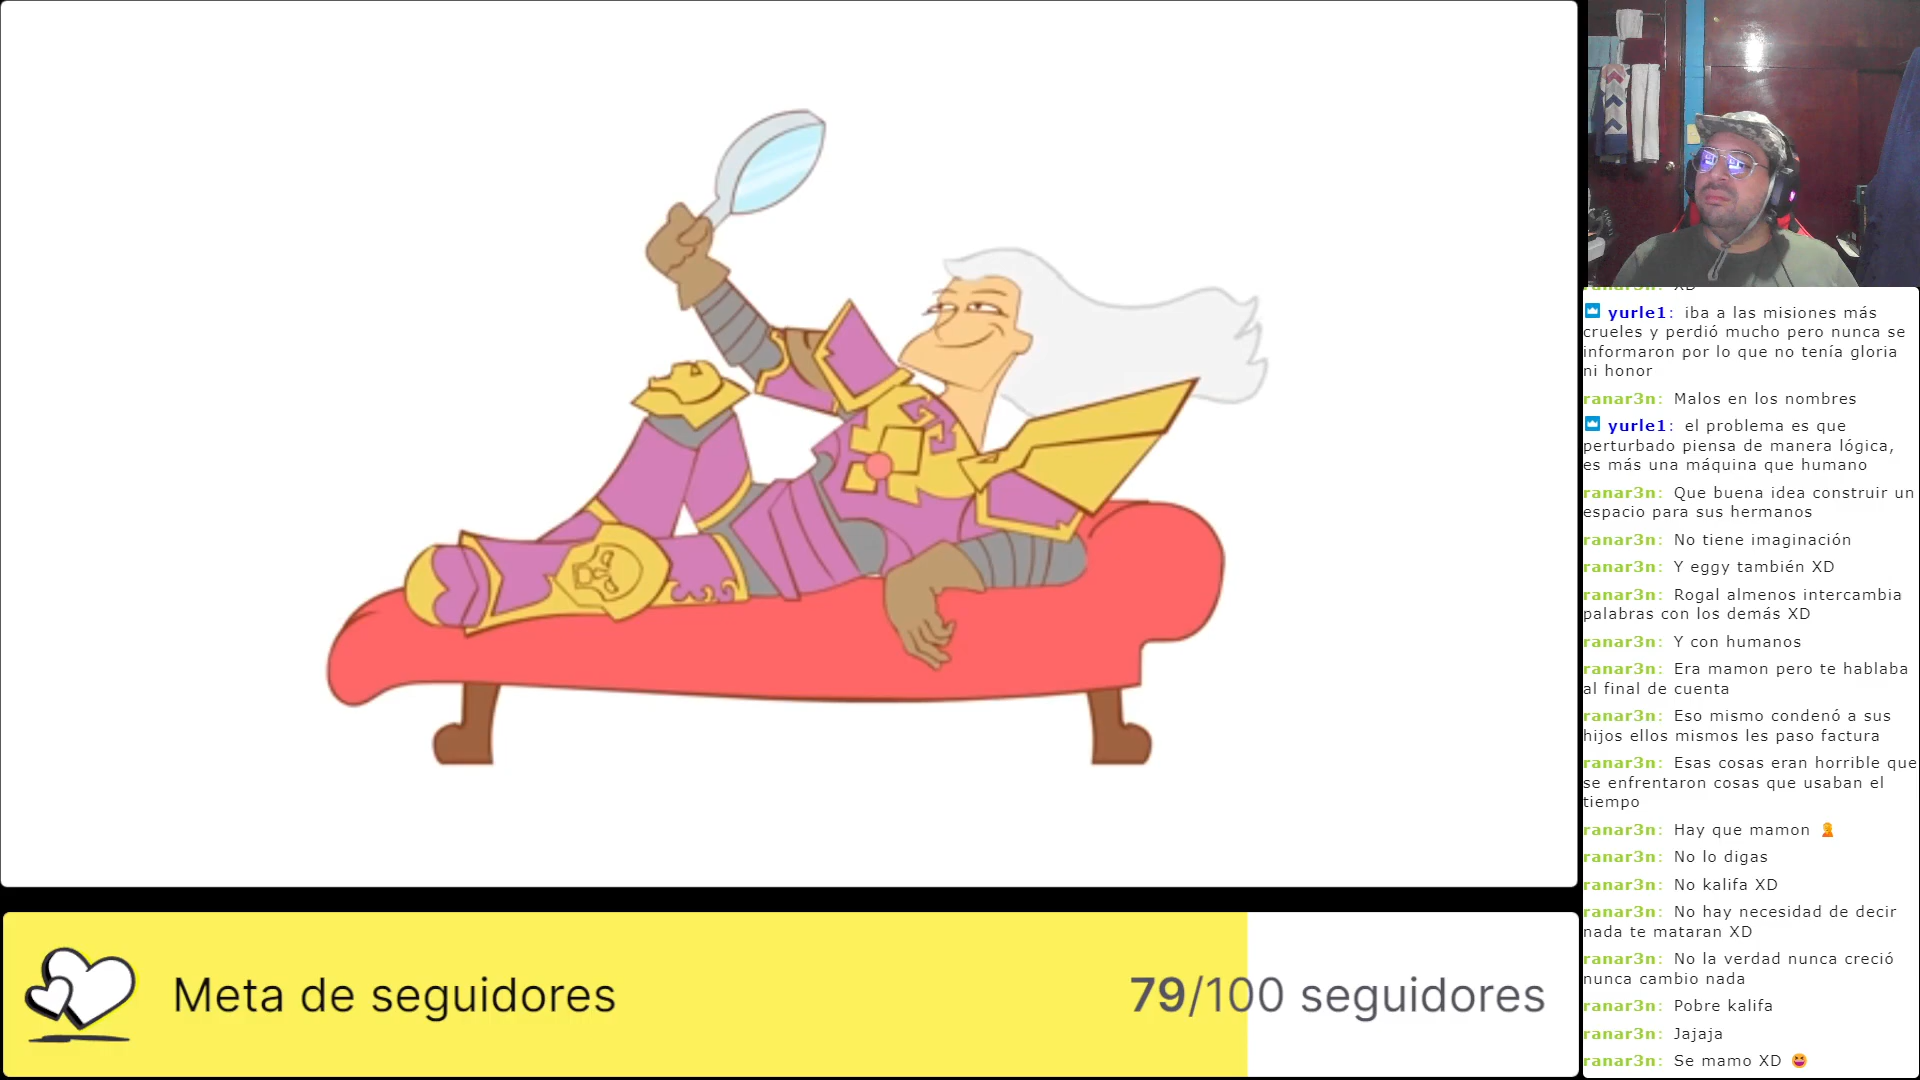 Meta de seguidores
79/100 seguidores
ranar3n: XD
yurle1: iba a las misiones más
crueles y perdió mucho pero nunca se
informaron por lo que no tenía gloria
ni honor
ranar3n: Malos en los nombres
yurle1: el problema es que
perturbado piensa de manera lógica,
es más una máquina que humano
ranar3n: Que buena idea construir un
espacio para sus hermanos
ranar3n: No tiene imaginación
ranar3n: Y eggy también XD
ranar3n: Rogal almenos intercambia
palabras con los demás XD
ranar3n: Y con humanos
ranar3n: Era mamon pero te hablaba
al final de cuenta
ranar3n: Eso mismo condenó a sus
hijos ellos mismos les paso factura
ranar3n: Esas cosas eran horrible que
se enfrentaron cosas que usaban el
tiempo
ranar3n: Hay que mamon 🤦
ranar3n: No lo digas
ranar3n: No kalifa XD
ranar3n: No hay necesidad de decir
nada te mataran XD
ranar3n: No la verdad nunca creció
nunca cambio nada
ranar3n: Pobre kalifa
ranar3n: Jajaja
ranar3n: Se mamo XD 😆